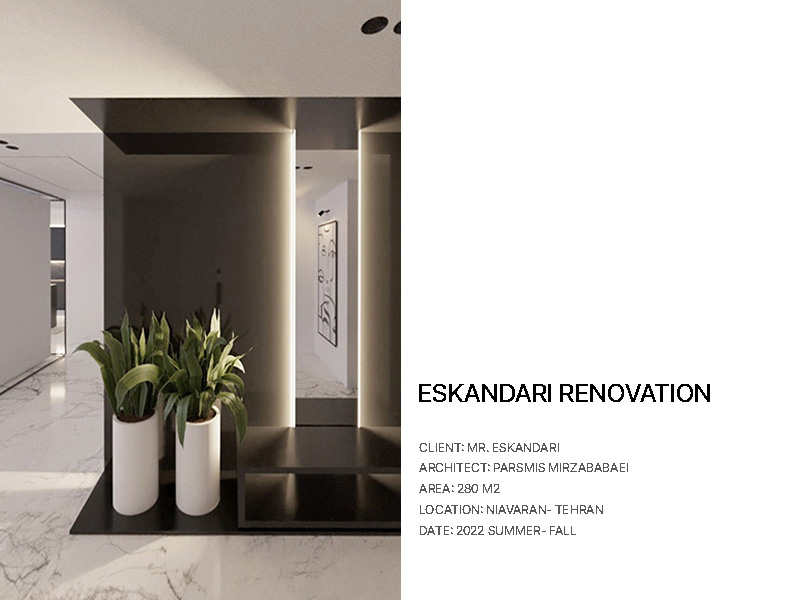 ESKANDARI RENOVATION
CLIENT: MR. ESKANDARI
ARCHITECT: PARSMIS MIRZABABAEI
AREA: 280 M2
LOCATION: NIAVARAN- TEHRAN
DATE: 2022 SUMMER- FALL